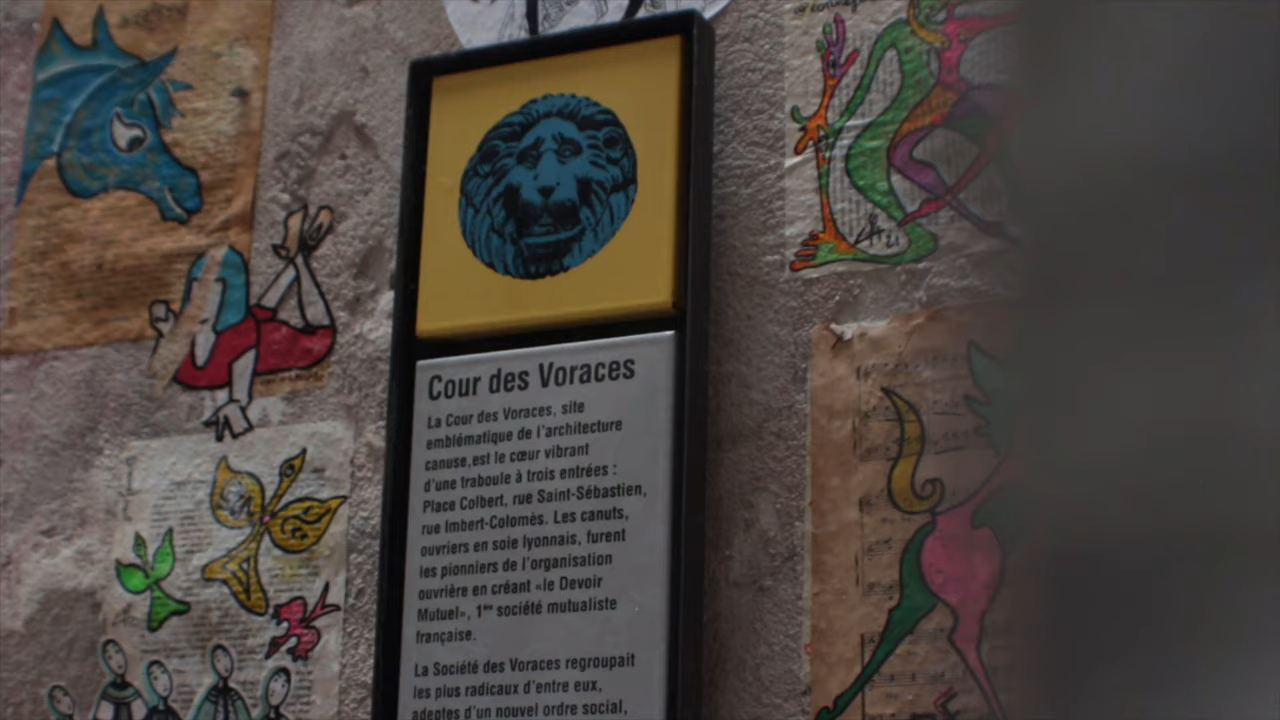 Cour des Voraces
La Cour des Voraces, site
emblématique de l'architecture
canuse,est le cœur vibrant
d'une traboule à trois entrées :
Place Colbert, rue Saint-Sébastien,
rue Imbert-Colomès. Les canuts,
ouvriers en soie lyonnais, furent
les pionniers de l'organisation
ouvrière en créant «le Devoir
Mutuel», 1ère société mutualiste
française.
La Société des Voraces regroupait
les plus radicaux d'entre eux,
adeptes d'un nouvel ordre social,